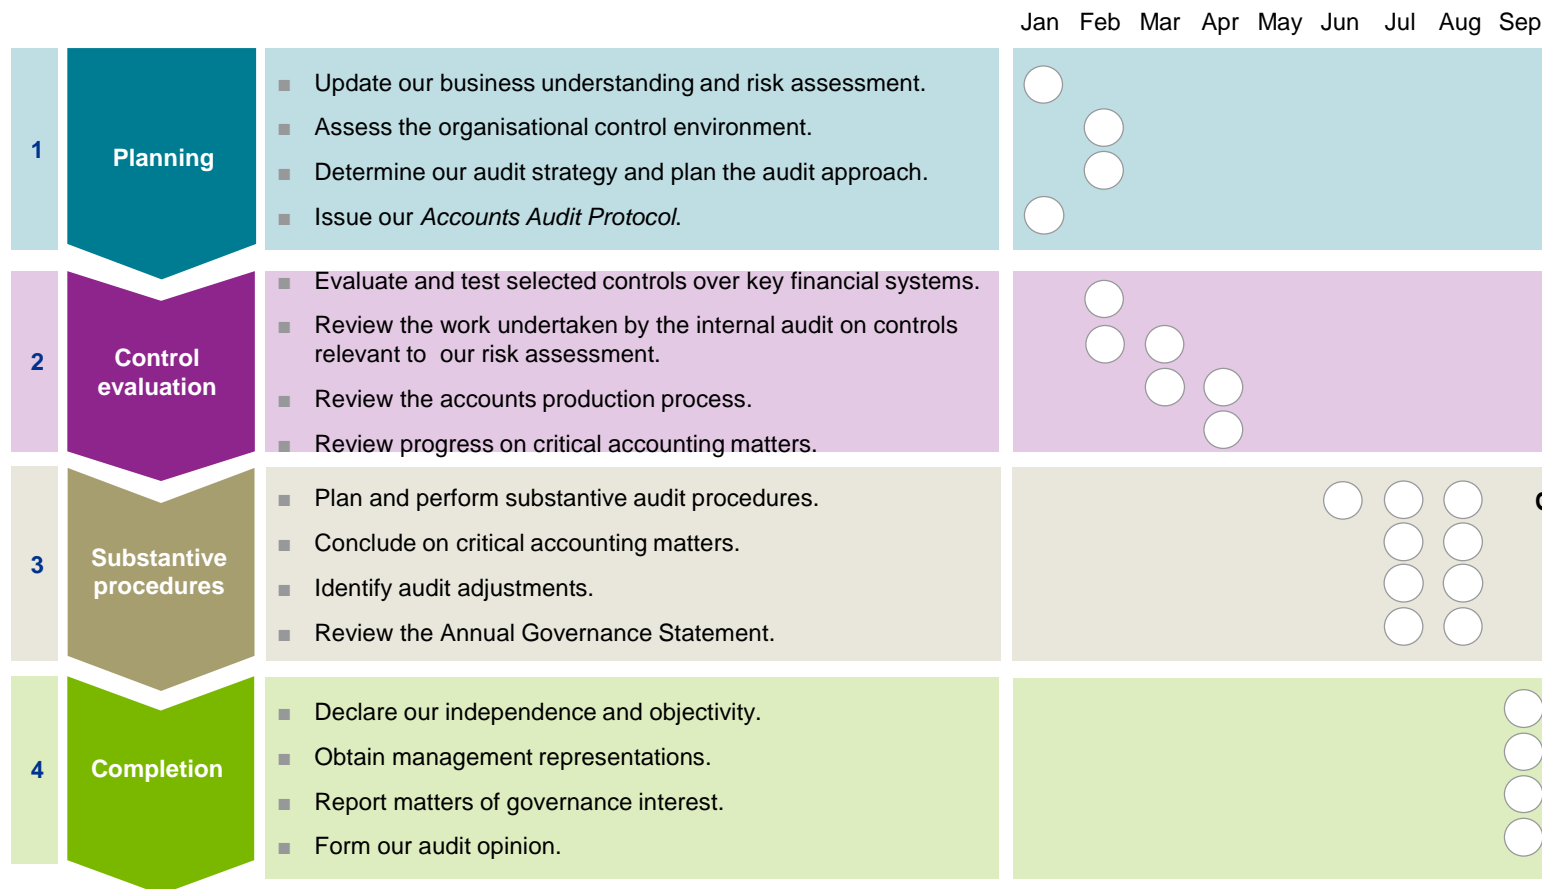 Jan Feb Mar Apr May Jun Jul Aug Sep
1
Planning
■ Update our business understanding and risk assessment.
■ Assess the organisational control environment.
■ Determine our audit strategy and plan the audit approach.
■ Issue our Accounts Audit Protocol.
2
Control
evaluation
■ Evaluate and test selected controls over key financial systems.
■ Review the work undertaken by the internal audit on controls
relevant to our risk assessment.
■ Review the accounts production process.
■ Review progress on critical accounting matters.
3
Substantive
procedures
■ Plan and perform substantive audit procedures.
■ Conclude on critical accounting matters.
■ Identify audit adjustments.
■ Review the Annual Governance Statement.
4
Completion
■ Declare our independence and objectivity.
■ Obtain management representations.
■ Report matters of governance interest.
■ Form our audit opinion.